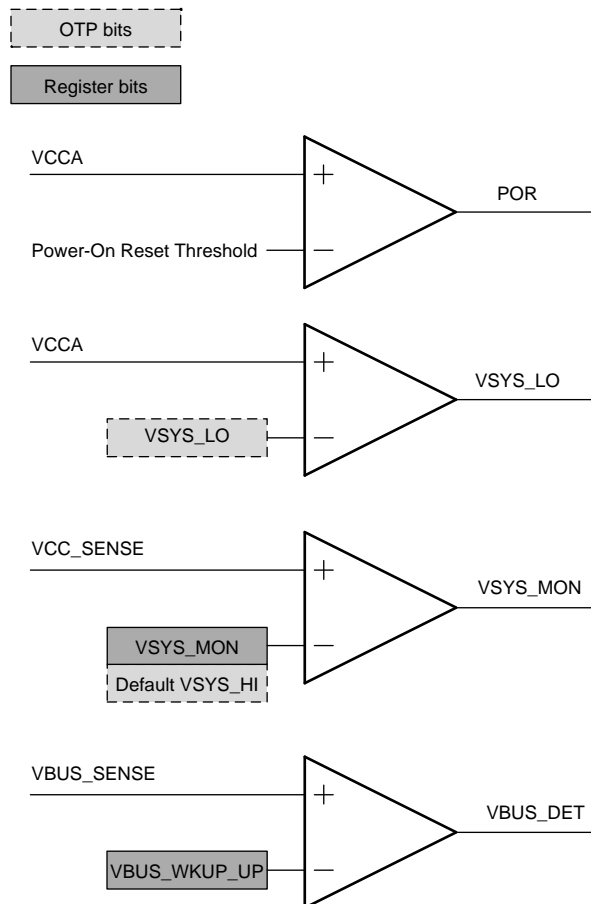 OTP bits
Register bits
VCCA
+
POR
Power-On Reset Threshold
−
VCCA
+
VSYS_LO
VSYS_LO
−
VCC_SENSE
+
VSYS_MON
VSYS_MON
−
Default VSYS_HI
VBUS_SENSE
+
VBUS_DET
VBUS_WKUP_UP
−